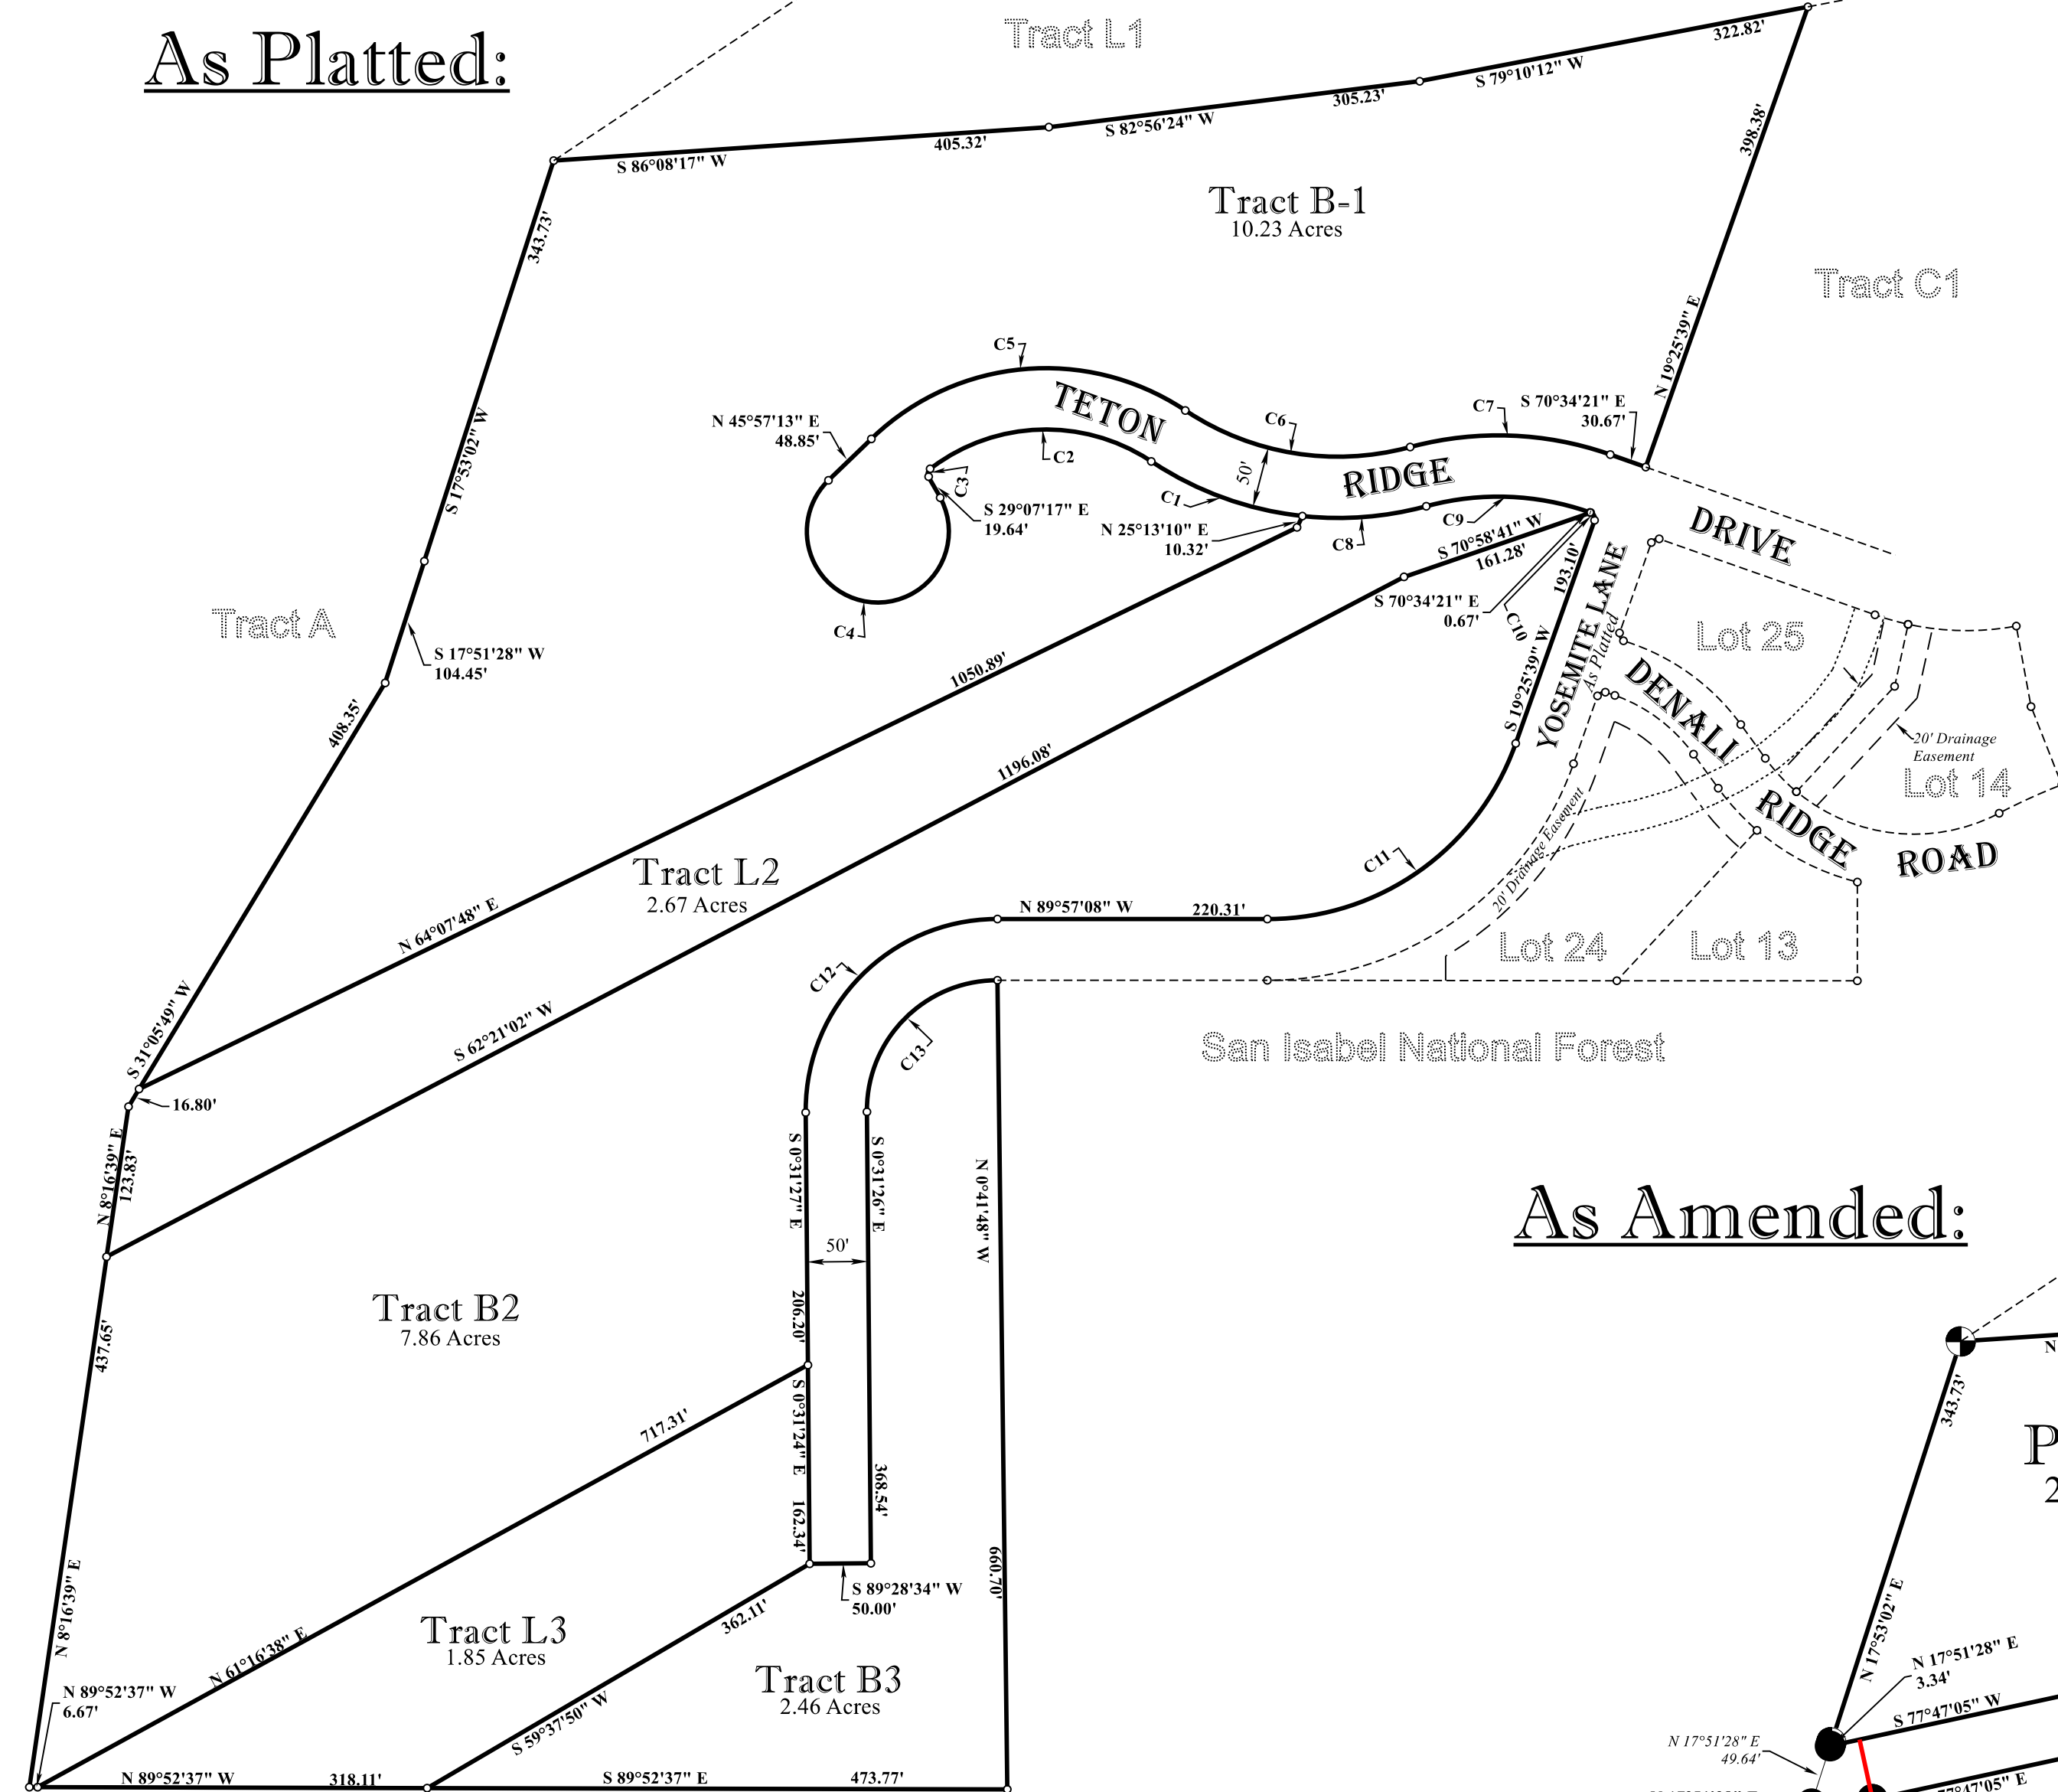 As Platted:
Tract L1
322.82'
S 79°10'12" W
305.23'
S 82°56'24" W
405.32'
S 86°08'17" W
398.38'
N 19°25'39" E
Tract B-1
10.23 Acres
Tract C1
343.73'
S 17°53'02" W
C5
TETON
N 45°57'13" E
48.85'
C6
C7
S 70°34'21" E
30.67'
C2
C3
50'
RIDGE
C1
S 29°07'17" E
19.64'
N 25°13'10" E
10.32'
C8
C9
S 70°58'41" W
161.28'
DRIVE
C4
S 70°34'21" E
0.67'
C10
193.10'
S 19°25'39" W
YOSEMITE LANE
As Platted
Tract A
S 17°51'28" W
104.45'
Lot 25
DENALI
20' Drainage
Easement
Lot 14
RIDGE
ROAD
408.35'
S 31°05'49" W
1050.89'
N 64°07'48" E
1196.08'
S 62°21'02" W
Tract L2
2.67 Acres
C11
20' Drainage Easement
N 89°57'08" W
220.31'
Lot 24
Lot 13
C12
C13
San Isabel National Forest
16.80'
N 8°16'39" E
123.83'
S 0°31'27" E
206.20'
S 0°31'26" E
368.54'
N 0°41'48" W
660.70'
50'
As Amended:
Tract B2
7.86 Acres
437.65'
N 8°16'39" E
717.31'
N 61°16'38" E
S 0°31'24" E
162.34'
S 89°28'34" W
50.00'
362.11'
S 59°37'50" W
Tract L3
1.85 Acres
Tract B3
2.46 Acres
N 89°52'37" W
6.67'
N 89°52'37" W
318.11'
S 89°52'37" E
473.77'
N
343.73'
N 17°53'02" E
P
2
N 17°51'28" E
3.34'
S 77°47'05" W
N 17°51'28" E
49.64'
77°47'05" E